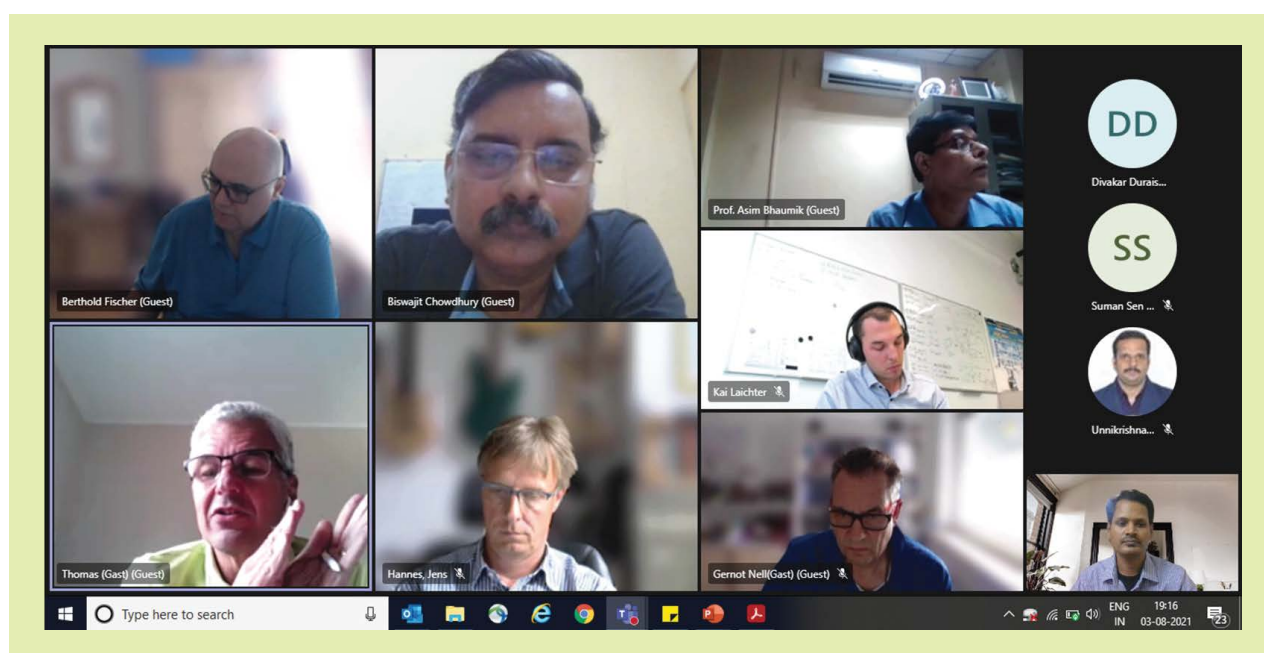 Berthold Fischer (Guest)
Biswajit Chowdhury (Guest)
Prof. Asim Bhaumik (Guest)
Kai Laichter
Thomas (Gast) (Guest)
Hannes, Jens
Gernot Nell(Gast) (Guest)
DD
Divakar Durais...
SS
Suman Sen ...
Unnikrishna...
Type here to search
ENG
IN
19:16
03-08-2021
23